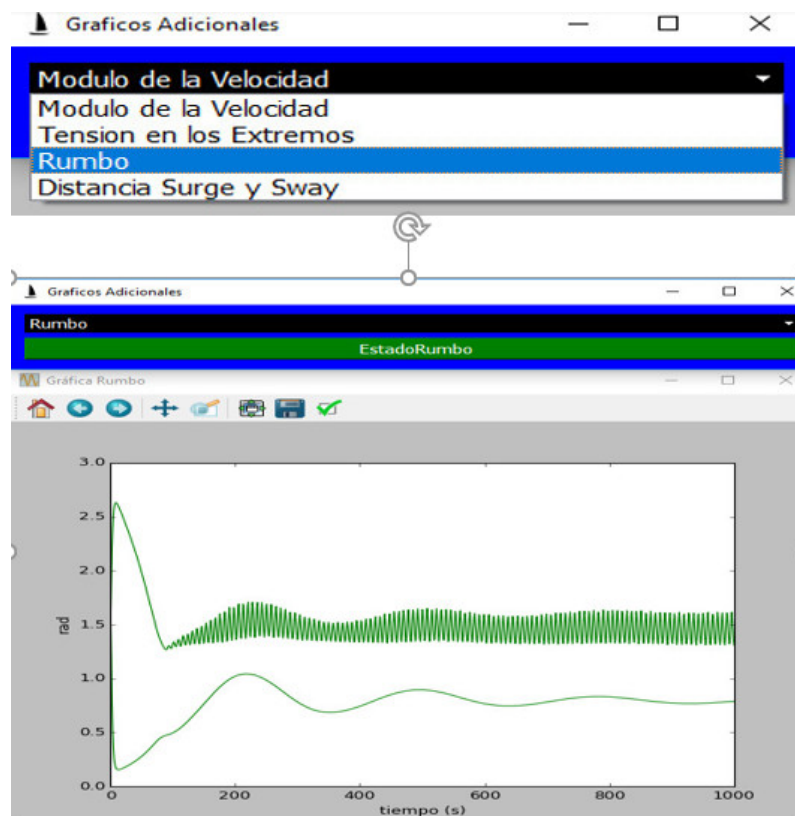 Graficos Adicionales
Modulo de la Velocidad
Modulo de la Velocidad
Tension en los Extremos
Rumbo
Distancia Surge y Sway
Graficos Adicionales
Rumbo
EstadoRumbo
Gráfica Rumbo
3.0
2.5
2.0
1.5
1.0
0.5
0.0
rad
0 200 400 600 800 1000
tiempo (s)